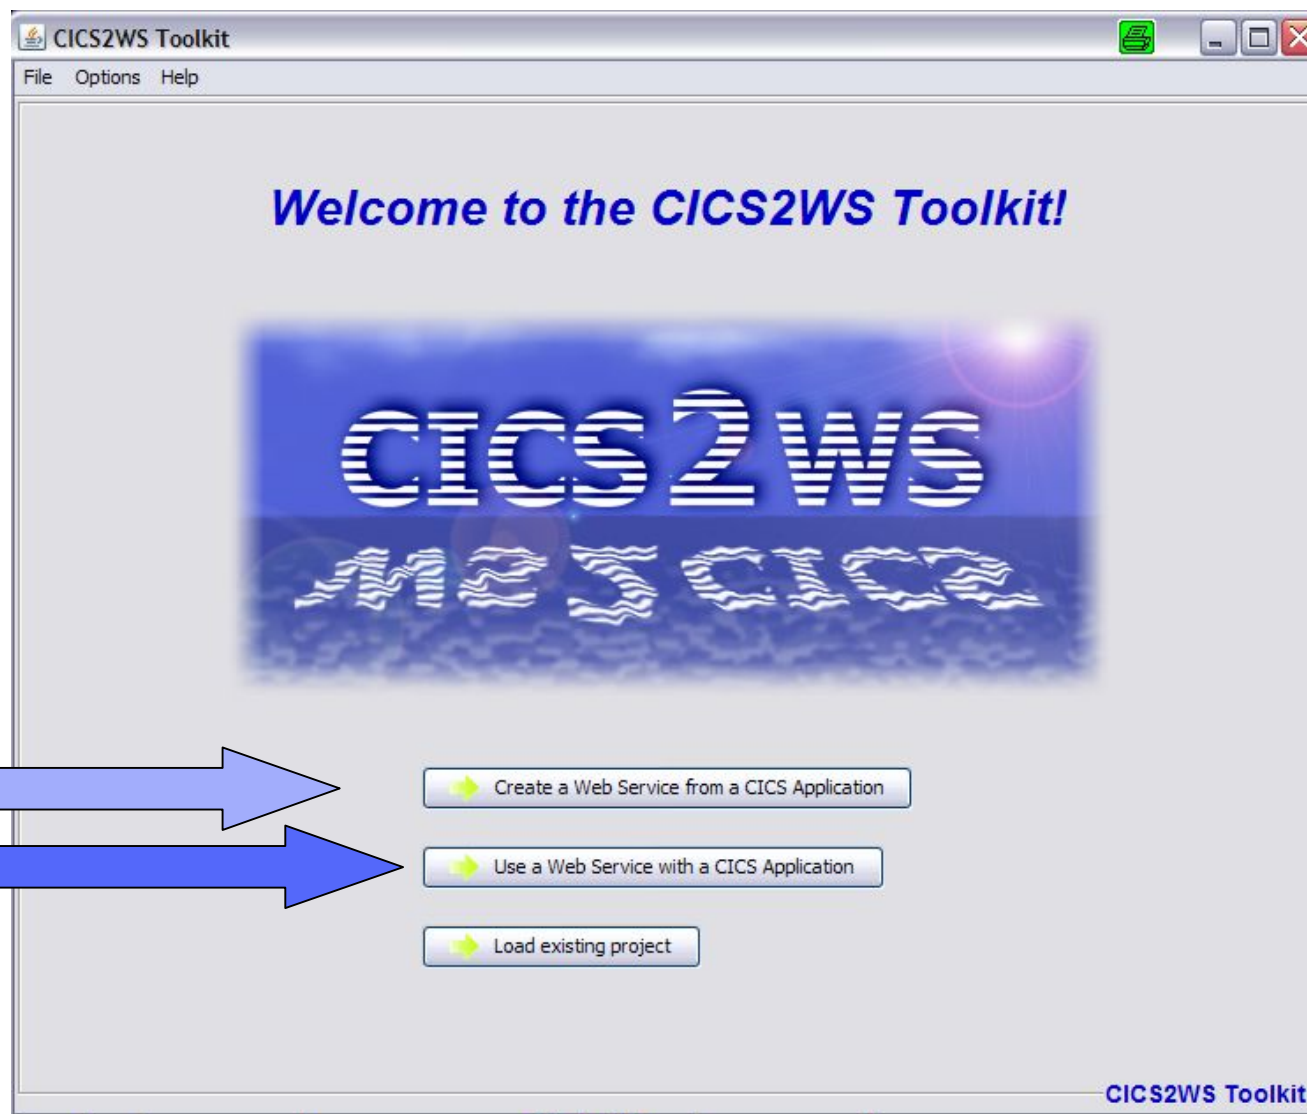 CICS2WS Toolkit
File Options Help
Welcome to the CICS2WS Toolkit!
CICS2WS
Create a Web Service from a CICS Application
Use a Web Service with a CICS Application
Load existing project
CICS2WS Toolkit